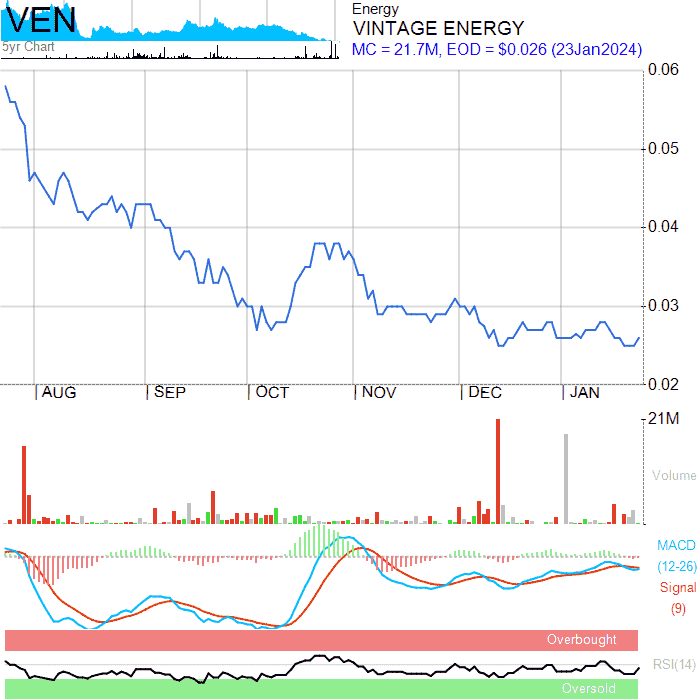 VEN
5yr Chart
Energy
VINTAGE ENERGY
MC = 21.7M, EOD = $0.026 (23Jan2024)
0.06
0.05
0.04
0.03
0.02
AUG SEP OCT NOV DEC JAN
21M
Volume
MACD
(12-26)
Signal
(9)
Overbought
RSI(14)
Oversold